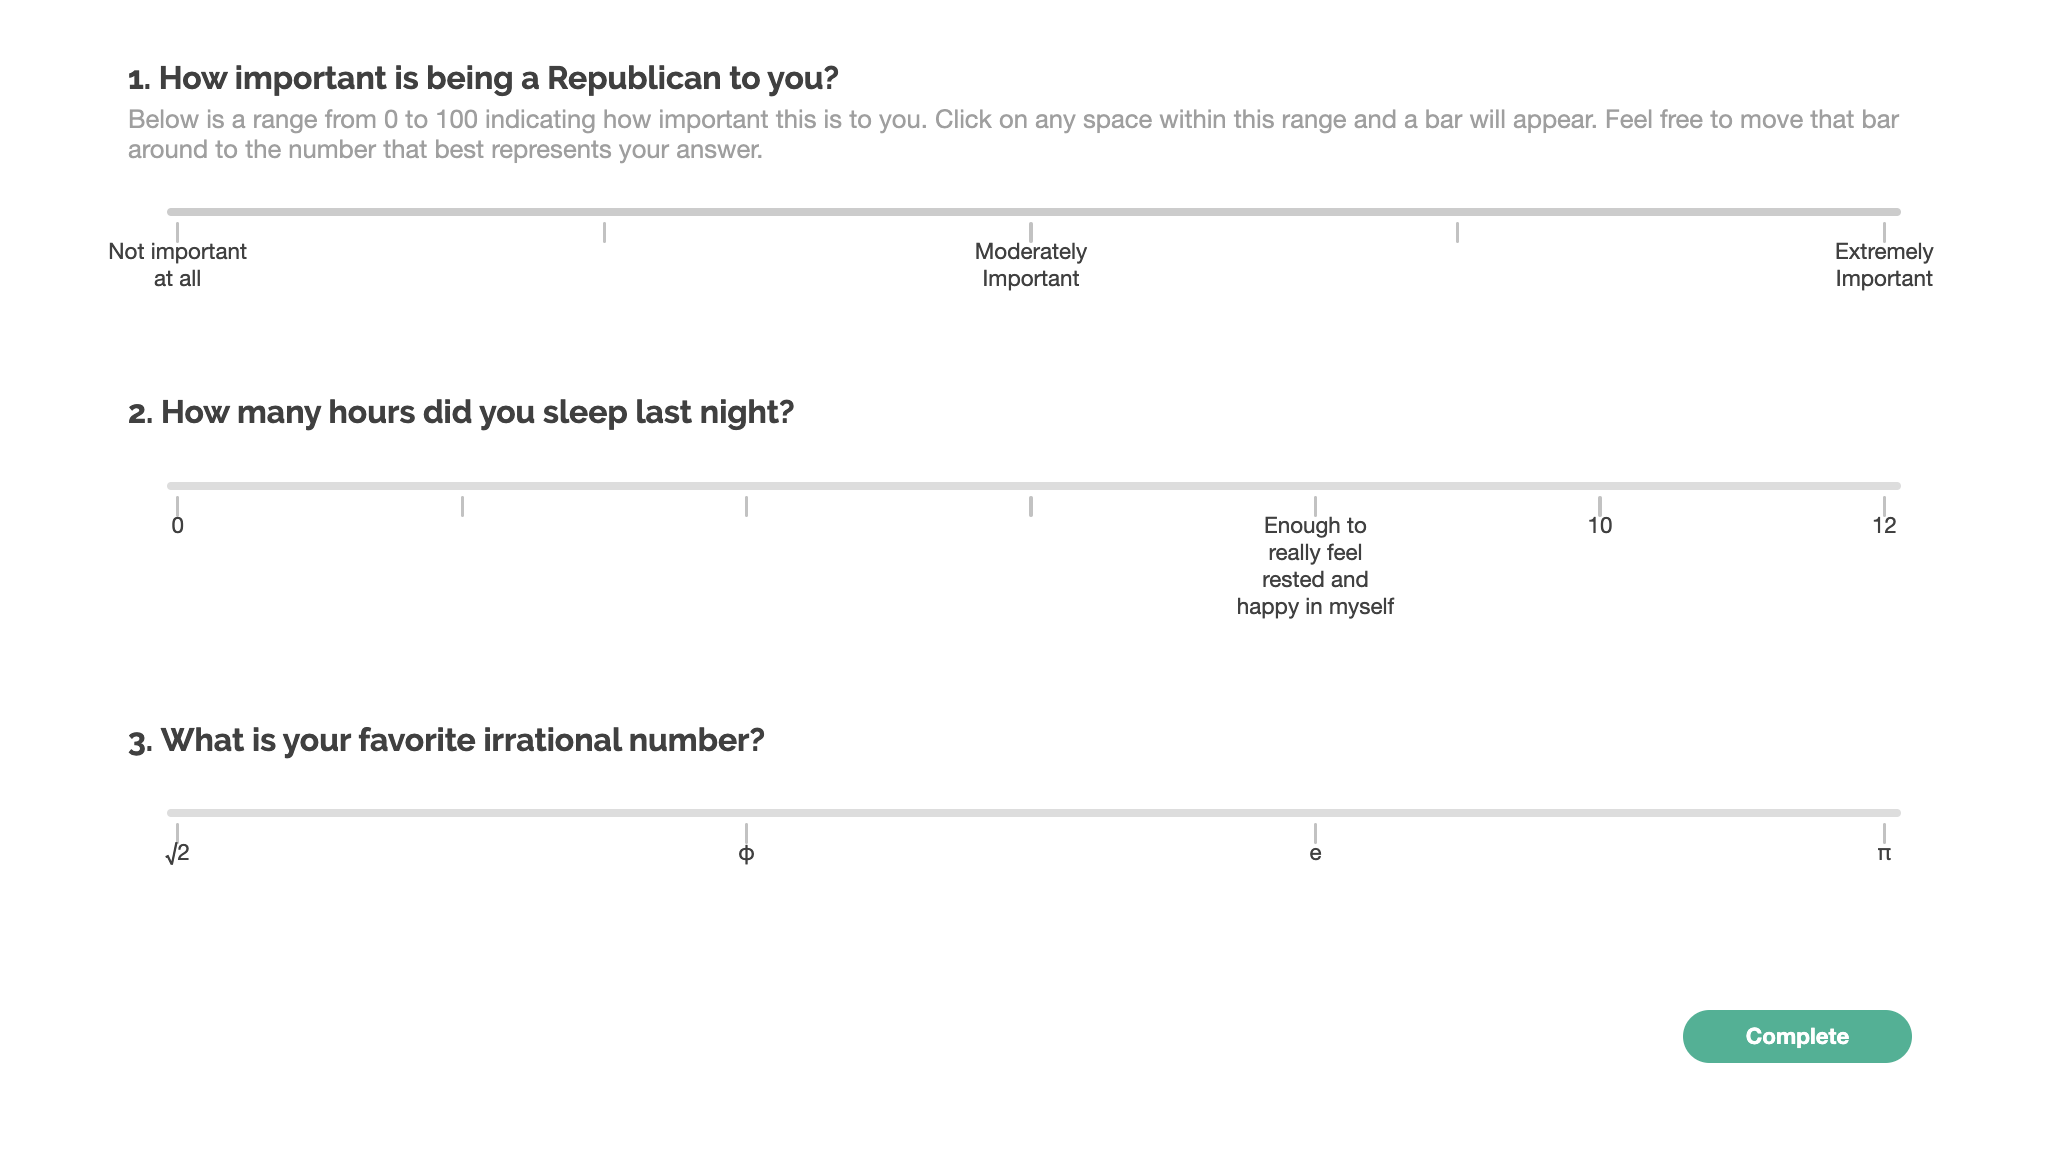 1. How important is being a Republican to you?
Below is a range from 0 to 100 indicating how important this is to you. Click on any space within this range and a bar will appear. Feel free to move that bar
around to the number that best represents your answer.
Not important
at all
Moderately
Important
Extremely
Important
2. How many hours did you sleep last night?
0
Enough to
really feel
rested and
happy in myself
10
12
3. What is your favorite irrational number?
√2
Φ
e
π
Complete